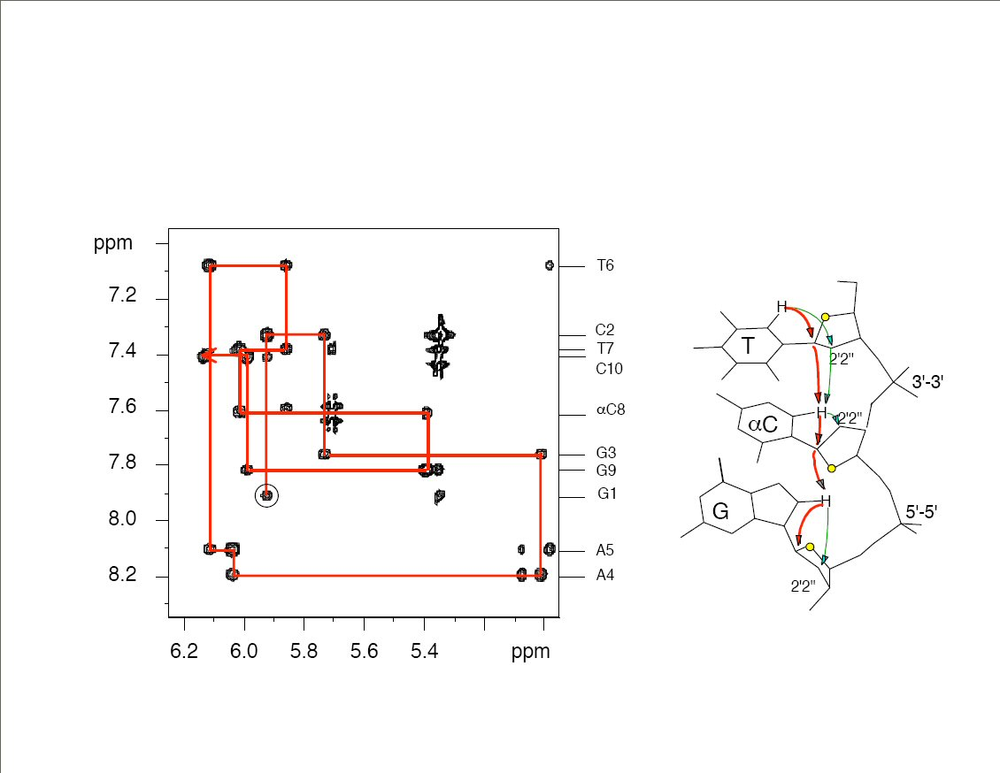 ppm
7.2
7.4
7.6
7.8
8.0
8.2
6.2 6.0 5.8 5.6 5.4 ppm
T6
C2
T7
C10
αC8
G3
G9
G1
A5
A4
H
T
2'2"
3'-3'
H 2'2"
αC
H
G
5'-5'
2'2"